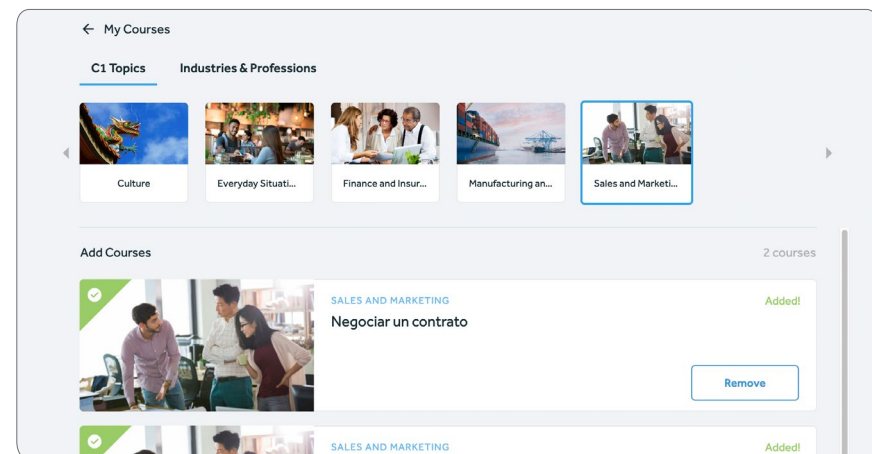 ← My Courses
C1 Topics Industries & Professions
Culture Everyday Situati... Finance and Insur... Manufacturing an... Sales and Marketi...
Add Courses 2 courses
SALES AND MARKETING Added!
Negociar un contrato
Remove
SALES AND MARKETING Added!